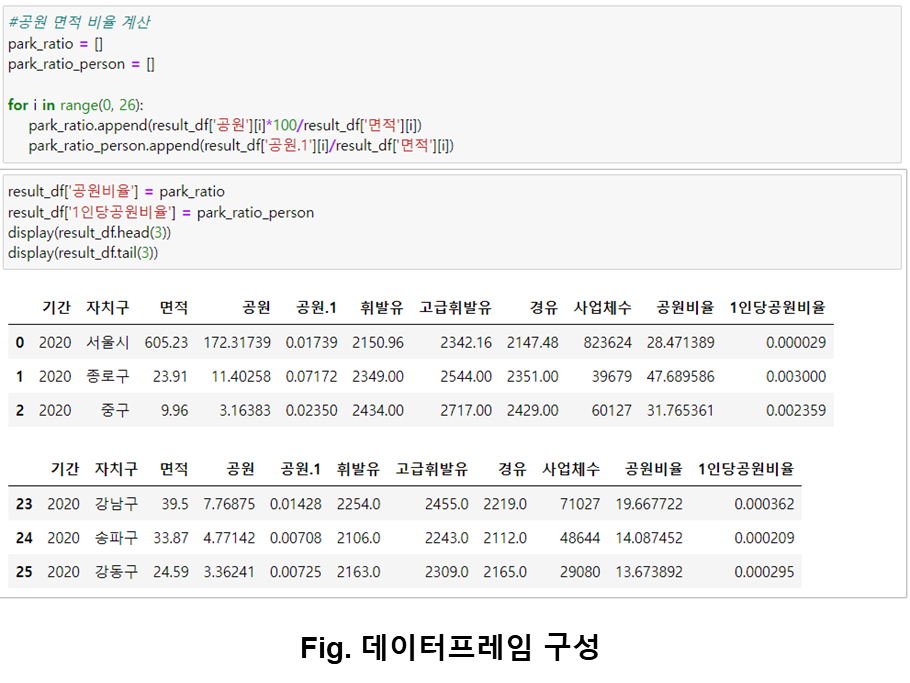 #공원 면적 비율 계산
park_ratio = []
park_ratio_person = []
for i in range(0, 26):
park_ratio.append(result_df['공원'][i]*100/result_df['면적'][i])
park_ratio_person.append(result_df['공원.1'][i]/result_df['면적'][i])
result_df['공원비율'] = park_ratio
result_df['1인당공원비율'] = park_ratio_person
display(result_df.head(3))
display(result_df.tail(3))
기간 자치구 면적 공원 공원.1 휘발유 고급휘발유 경유 사업체수 공원비율 1인당공원비율
0 2020 서울시 605.23 172.31739 0.01739 2150.96 2342.16 2147.48 823624 28.471389 0.000029
1 2020 종로구 23.91 11.40258 0.07172 2349.00 2544.00 2351.00 39679 47.689586 0.003000
2 2020 중구 9.96 3.16383 0.02350 2434.00 2717.00 2429.00 60127 31.765361 0.002359
기간 자치구 면적 공원 공원.1 휘발유 고급휘발유 경유 사업체수 공원비율 1인당공원비율
23 2020 강남구 39.5 7.76875 0.01428 2254.0 2455.0 2219.0 71027 19.667722 0.000362
24 2020 송파구 33.87 4.77142 0.00708 2106.0 2243.0 2112.0 48644 14.087452 0.000209
25 2020 강동구 24.59 3.36241 0.00725 2163.0 2309.0 2165.0 29080 13.673892 0.000295
Fig. 데이터프레임 구성